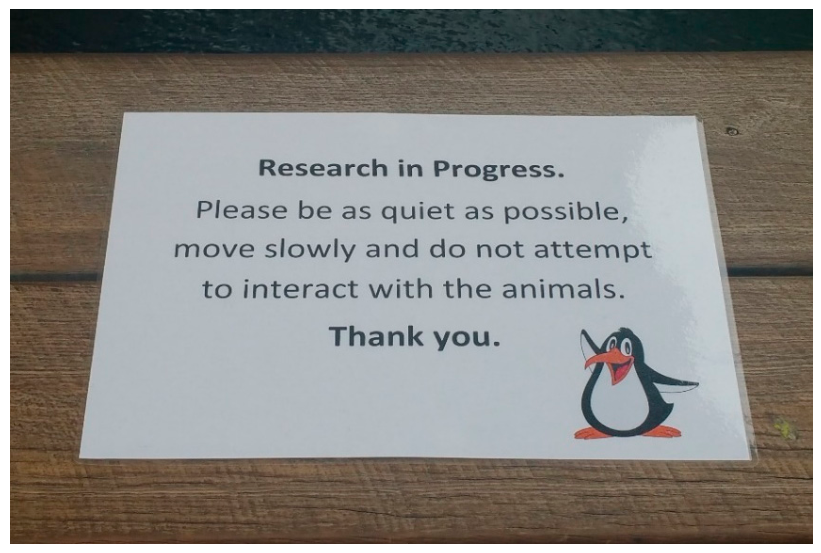 Research in Progress.
Please be as quiet as possible,
move slowly and do not attempt
to interact with the animals.
Thank you.